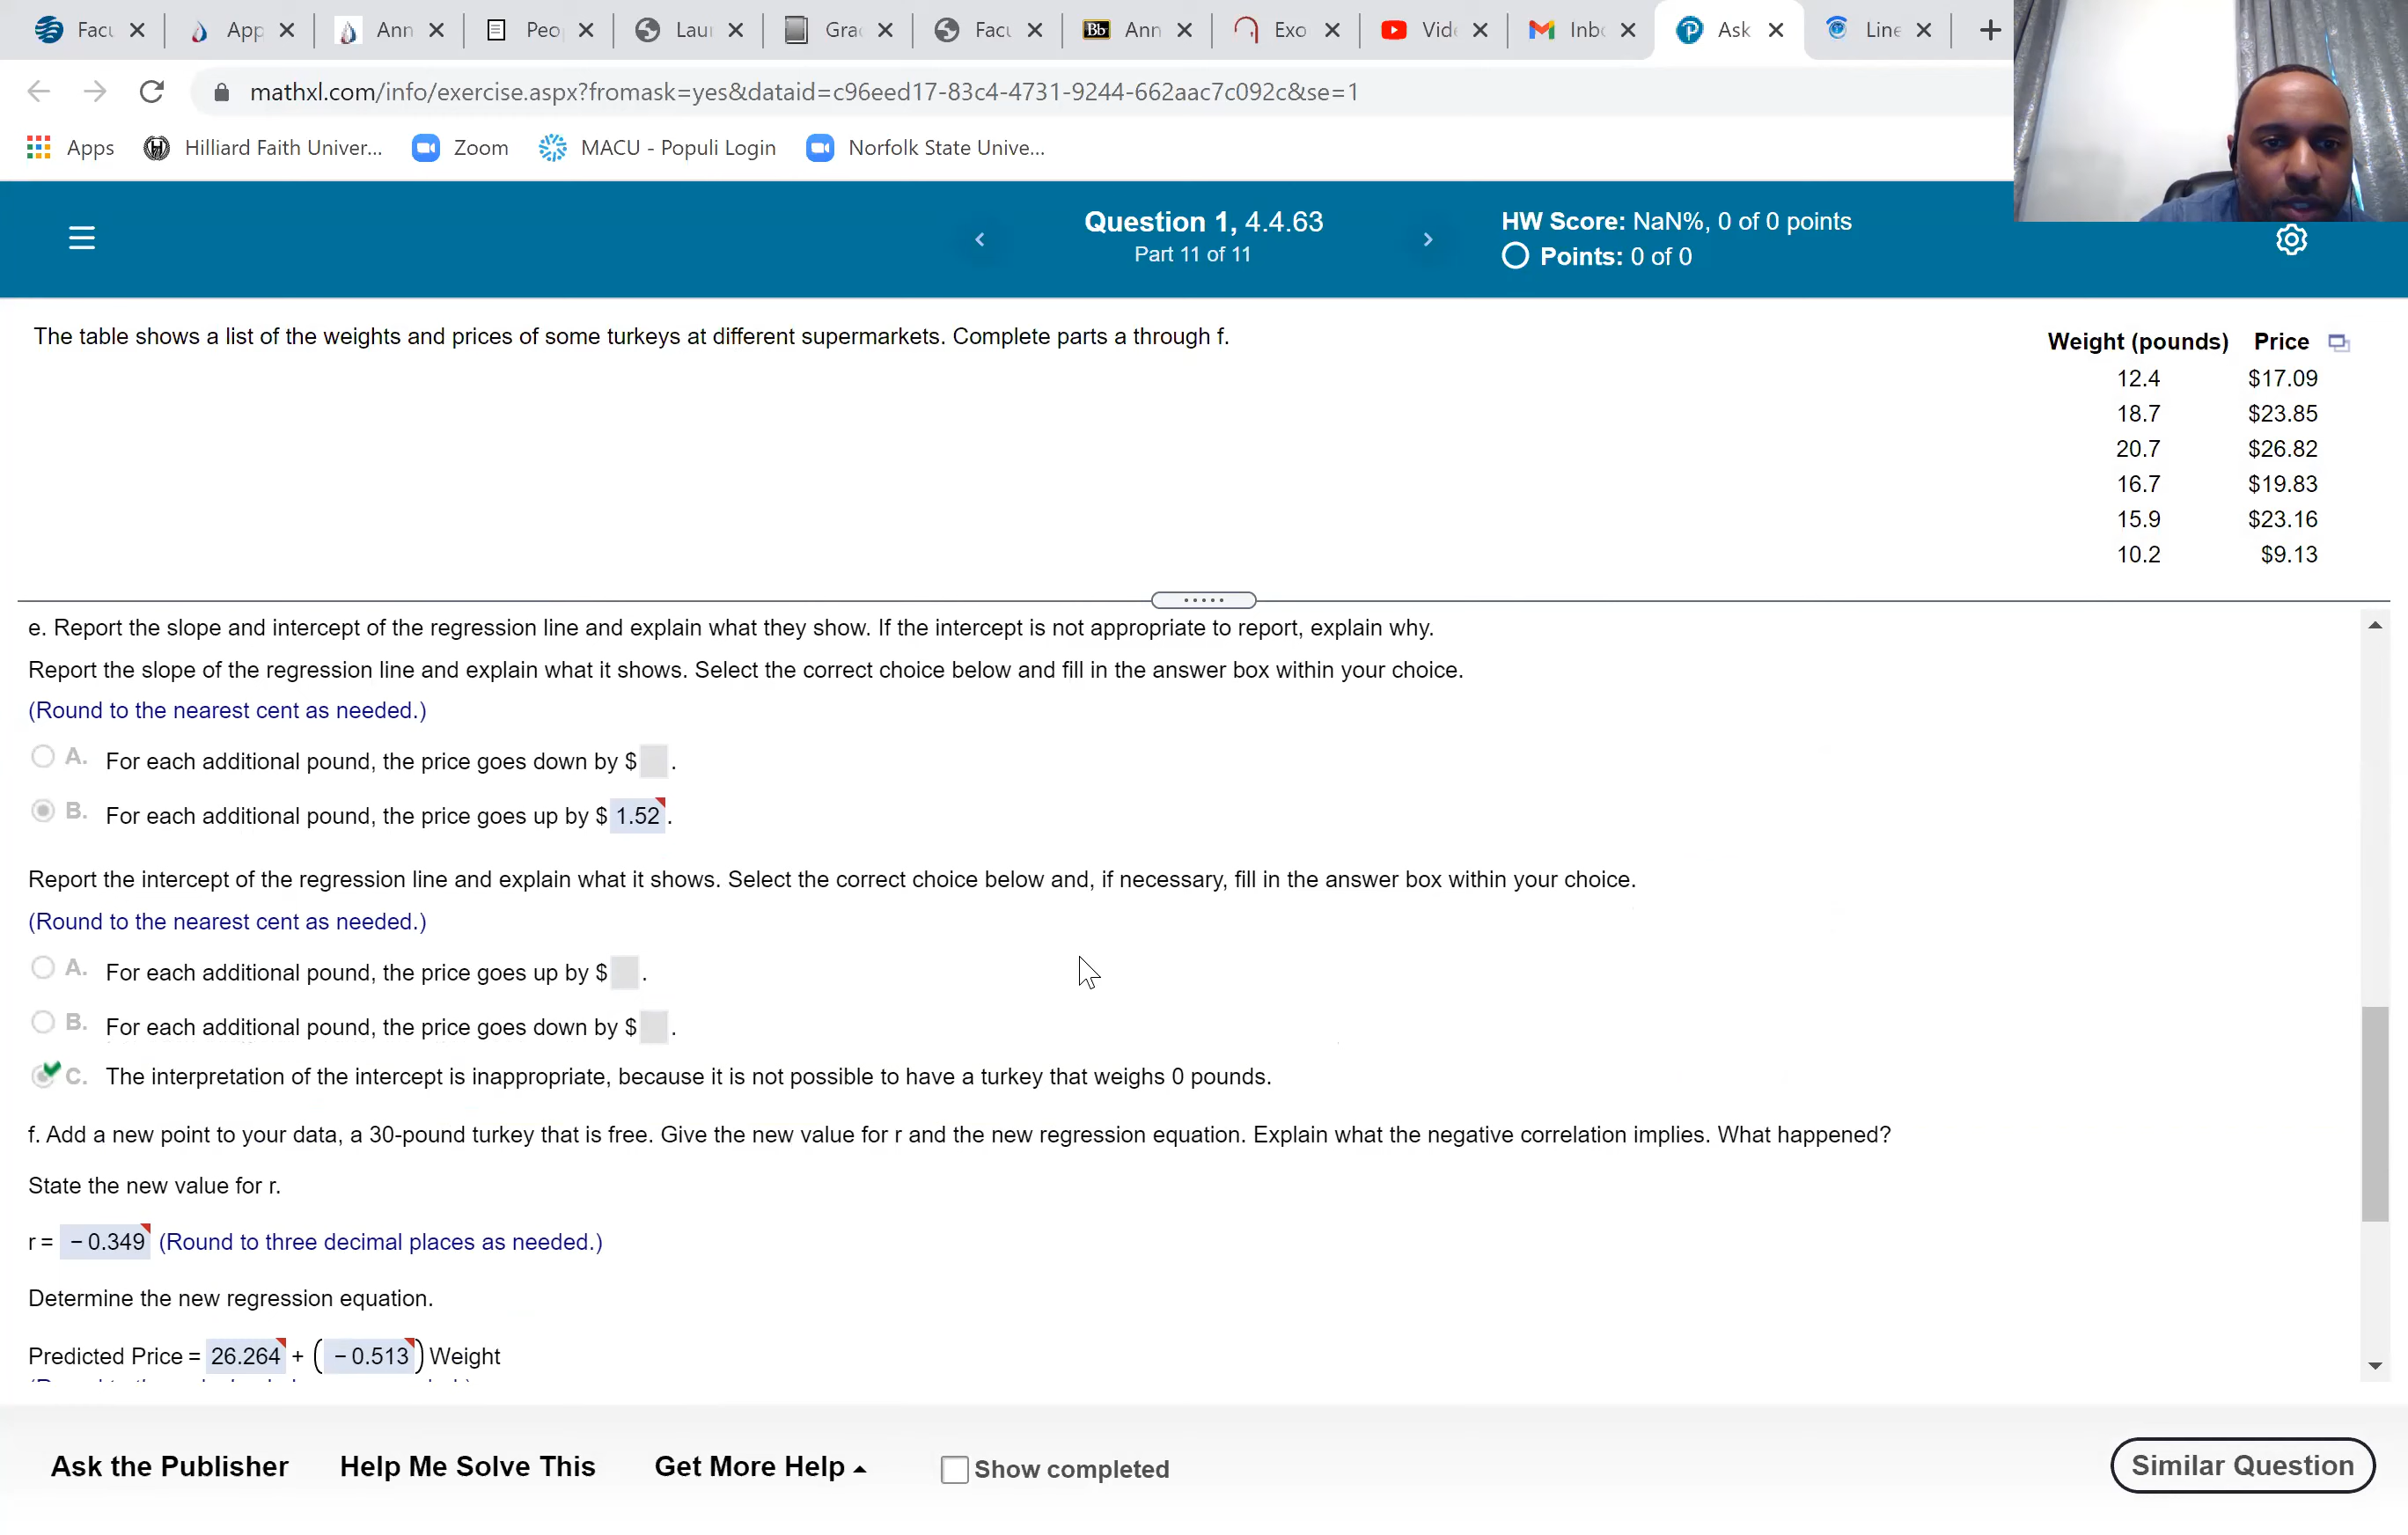 Facu
App
Ann
Peo
Laun
Grac
Facu
Bb Ann
Exo
Vide
Inbo
Ask
Line
mathxl.com/info/exercise.aspx?fromask=yes&dataid=c96eed17-83c4-4731-9244-662aac7c092c&se=1
Apps Hilliard Faith Univer... Zoom MACU - Populi Login Norfolk State Unive...
Question 1, 4.4.63
Part 11 of 11
HW Score: NaN%, 0 of 0 points
Points: 0 of 0
The table shows a list of the weights and prices of some turkeys at different supermarkets. Complete parts a through f.
Weight (pounds) Price
12.4 $17.09
18.7 $23.85
20.7 $26.82
16.7 $19.83
15.9 $23.16
10.2 $9.13
e. Report the slope and intercept of the regression line and explain what they show. If the intercept is not appropriate to report, explain why.
Report the slope of the regression line and explain what it shows. Select the correct choice below and fill in the answer box within your choice.
(Round to the nearest cent as needed.)
A. For each additional pound, the price goes down by $ .
B. For each additional pound, the price goes up by $ 1.52 .
Report the intercept of the regression line and explain what it shows. Select the correct choice below and, if necessary, fill in the answer box within your choice.
(Round to the nearest cent as needed.)
A. For each additional pound, the price goes up by $ .
B. For each additional pound, the price goes down by $ .
C. The interpretation of the intercept is inappropriate, because it is not possible to have a turkey that weighs 0 pounds.
f. Add a new point to your data, a 30-pound turkey that is free. Give the new value for r and the new regression equation. Explain what the negative correlation implies. What happened?
State the new value for r.
r = − 0.349 (Round to three decimal places as needed.)
Determine the new regression equation.
Predicted Price = 26.264 + ( − 0.513 ) Weight
Ask the Publisher Help Me Solve This Get More Help Show completed Similar Question